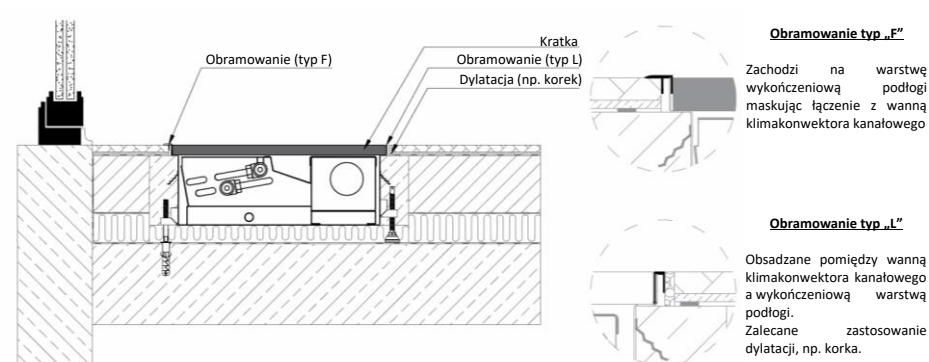 Obramowanie (typ F)
Kratka
Obramowanie (typ L)
Dylatacja (np. korek)
Obramowanie typ „F”
Zachodzi na warstwę
wykończeniową podłogi
maskując łączenie z wanną
klimakonwektora kanałowego
Obramowanie typ „L”
Obsadzane pomiędzy wanną
klimakonwektora kanałowego
a wykończeniową warstwą
podłogi.
Zalecane zastosowanie
dylatacji, np. korka.